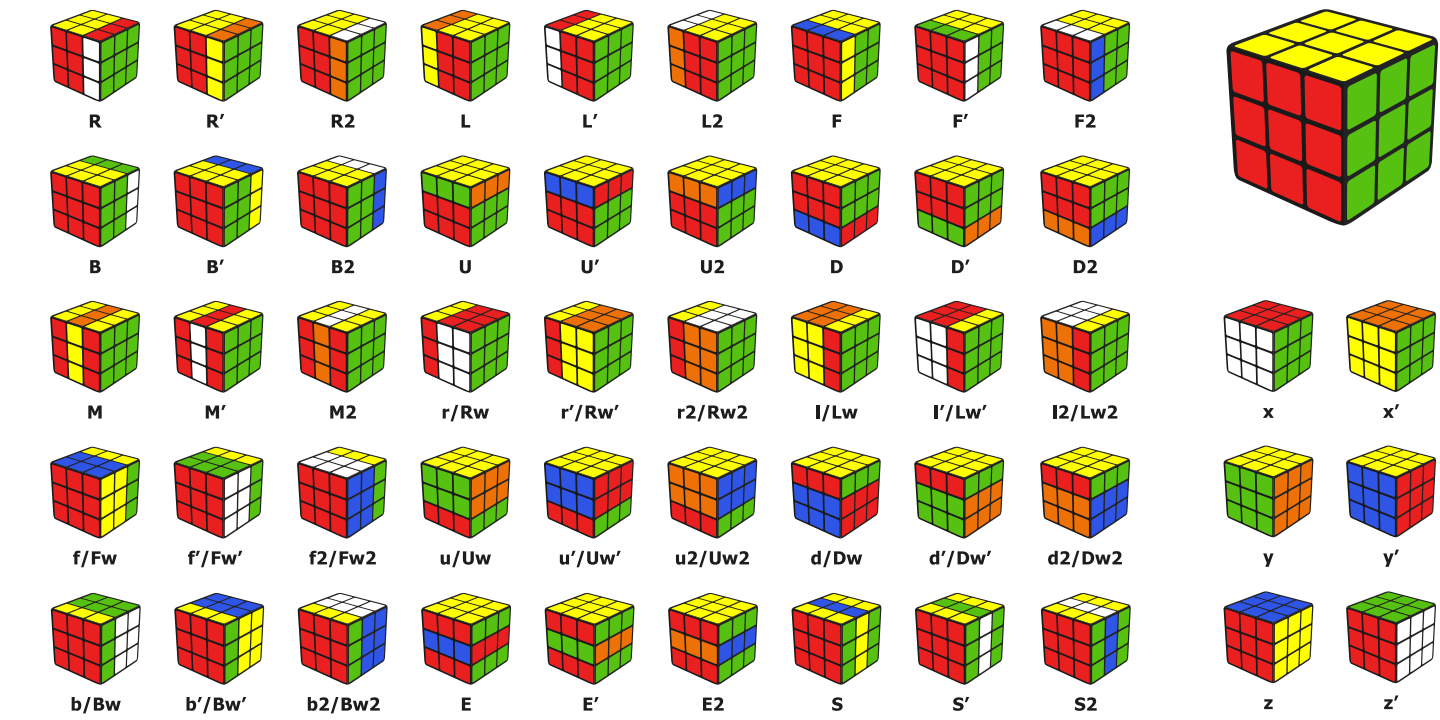 R R’ R2 L L’ L2 F F’ F2
B B’ B2 U U’ U2 D D’ D2
M M’ M2 r/Rw r’/Rw’ r2/Rw2 l/Lw l’/Lw’ l2/Lw2 x x’
f/Fw f’/Fw’ f2/Fw2 u/Uw u’/Uw’ u2/Uw2 d/Dw d’/Dw’ d2/Dw2 y y’
b/Bw b’/Bw’ b2/Bw2 E E’ E2 S S’ S2 z z’